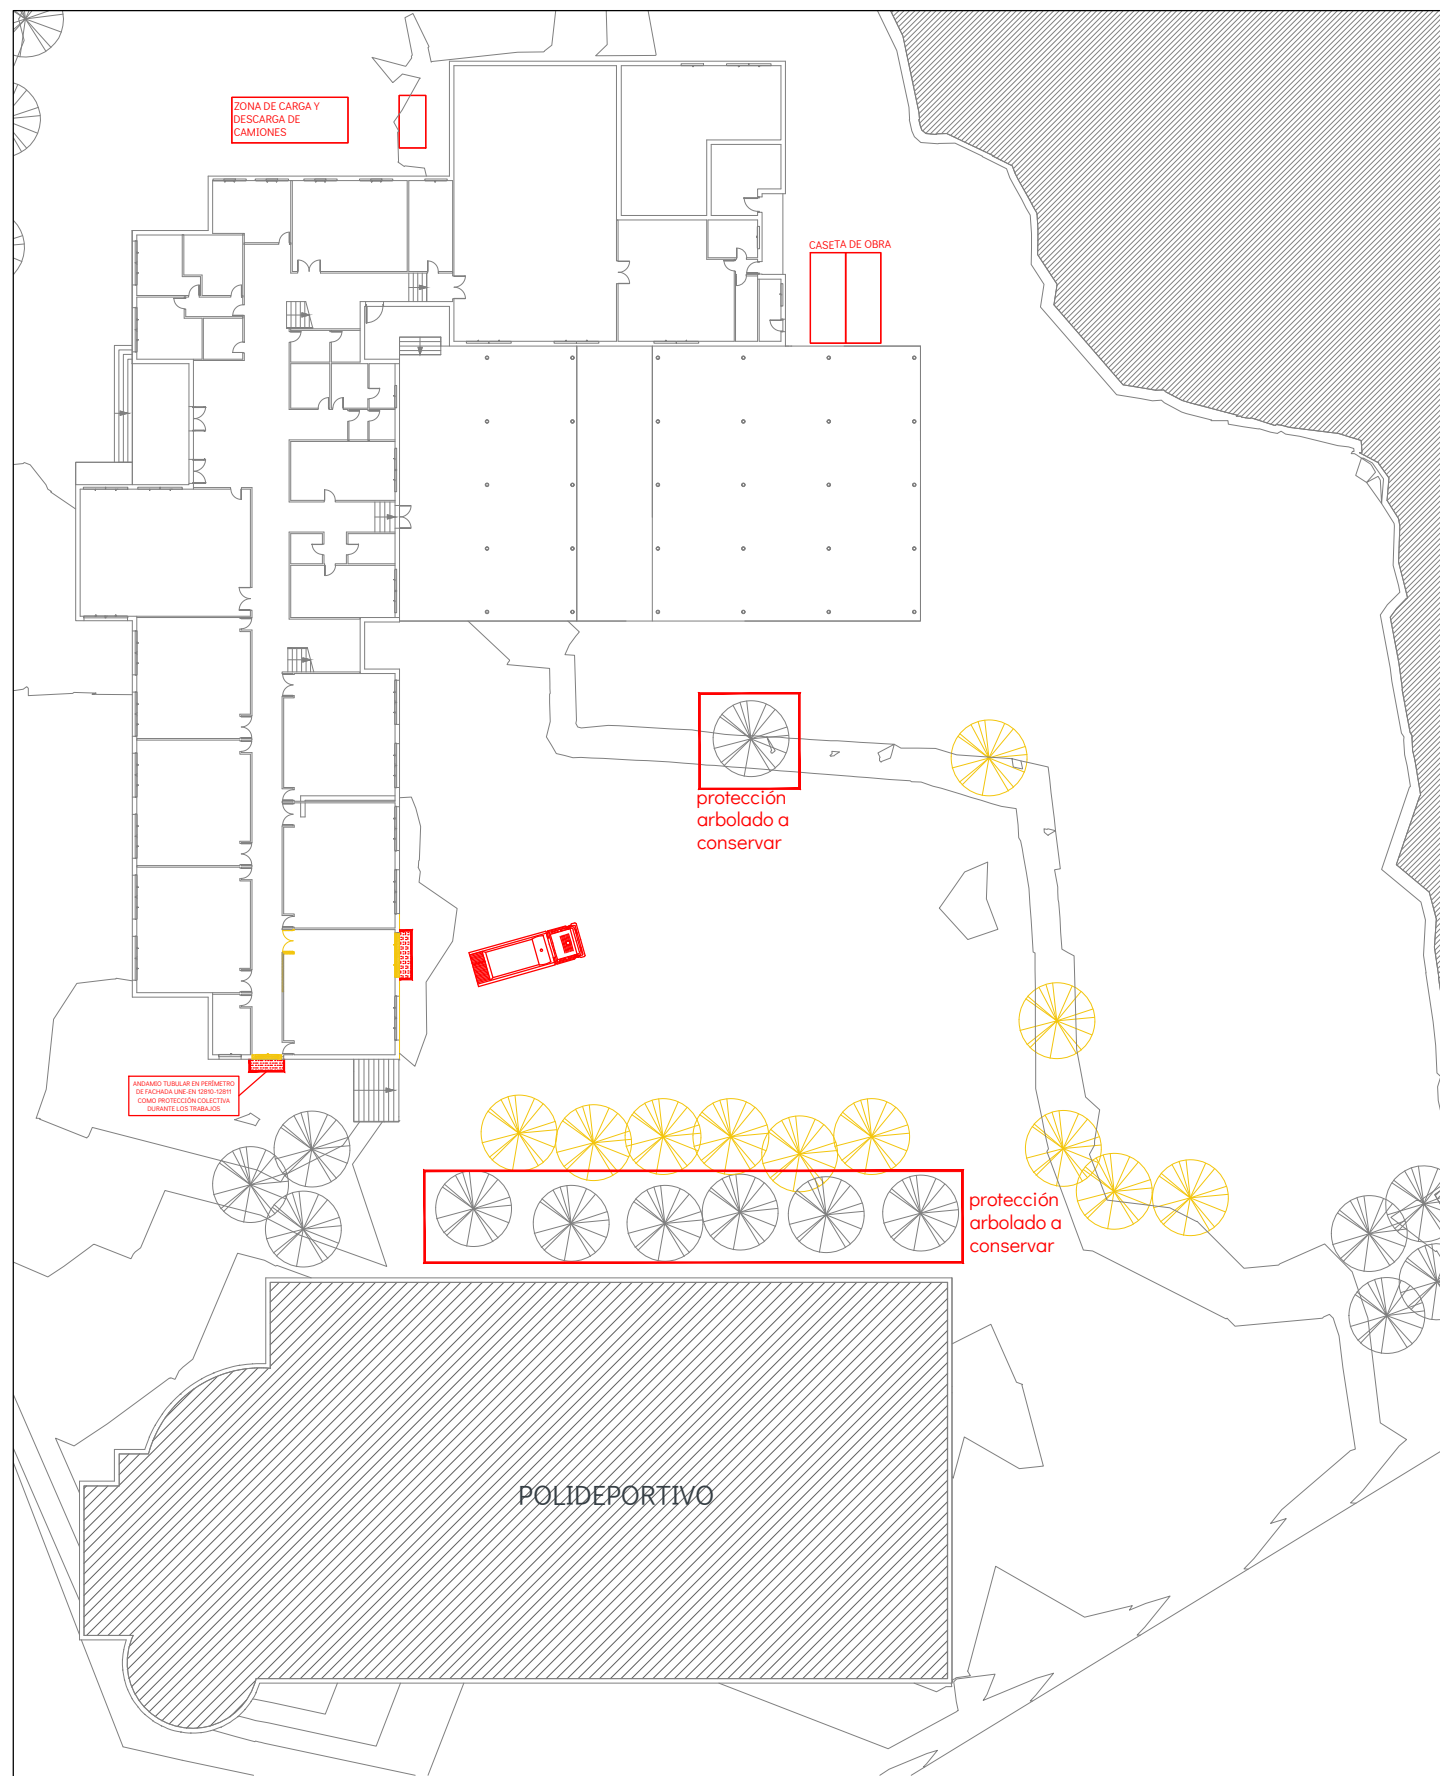 ZONA DE CARGA Y
DESCARGA DE
CAMIONES
CASETA DE OBRA
protección
arbolado a
conservar
ANDAMIO TUBULAR EN PERÍMETRO
DE FACHADA UNE-EN 12810-12811
COMO PROTECCIÓN COLECTIVA
DURANTE LOS TRABAJOS
protección
arbolado a
conservar
POLIDEPORTIVO